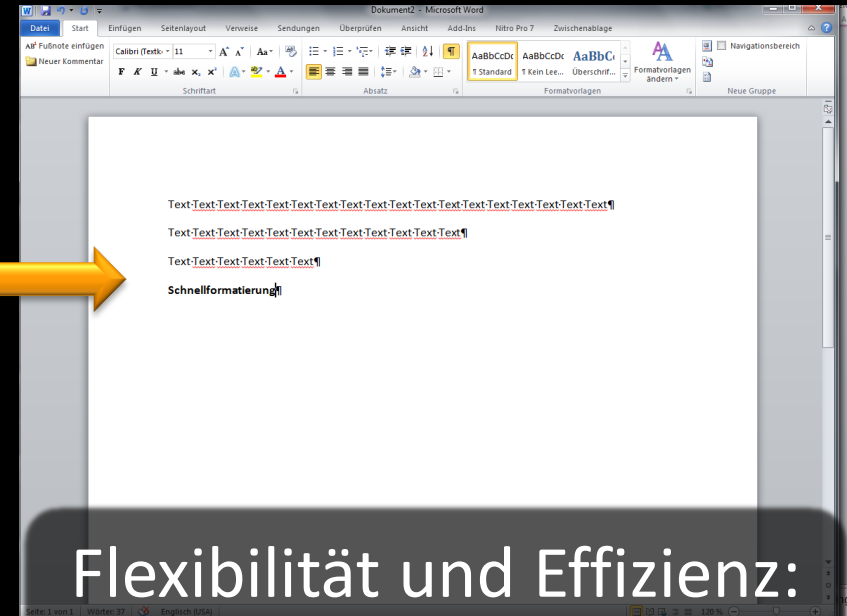 Dokument2 - Microsoft Word
Datei Start Einfügen Seitenlayout Verweise Sendungen Überprüfen Ansicht Add-Ins Nitro Pro 7 Zwischenablage
AB¹ Fußnote einfügen
Neuer Kommentar
Calibri (Textk 11
Navigationsbereich
F K U abc x₂ x²
AaBbCcDc AaBbCcDc AaBbC
¶ Standard ¶ Kein Lee... Überschrif...
Formatvorlagen
ändern
Schriftart Absatz Formatvorlagen Neue Gruppe
Text·Text·Text·Text·Text·Text·Text·Text·Text·Text·Text·Text·Text·Text·Text·Text·Text·Text¶
Text·Text·Text·Text·Text·Text·Text·Text·Text·Text·Text·Text¶
Text·Text·Text·Text·Text·Text¶
Schnellformatierung¶
Flexibilität und Effizienz:
Seite: 1 von 1 Wörter: 37 Englisch (USA) 120 %